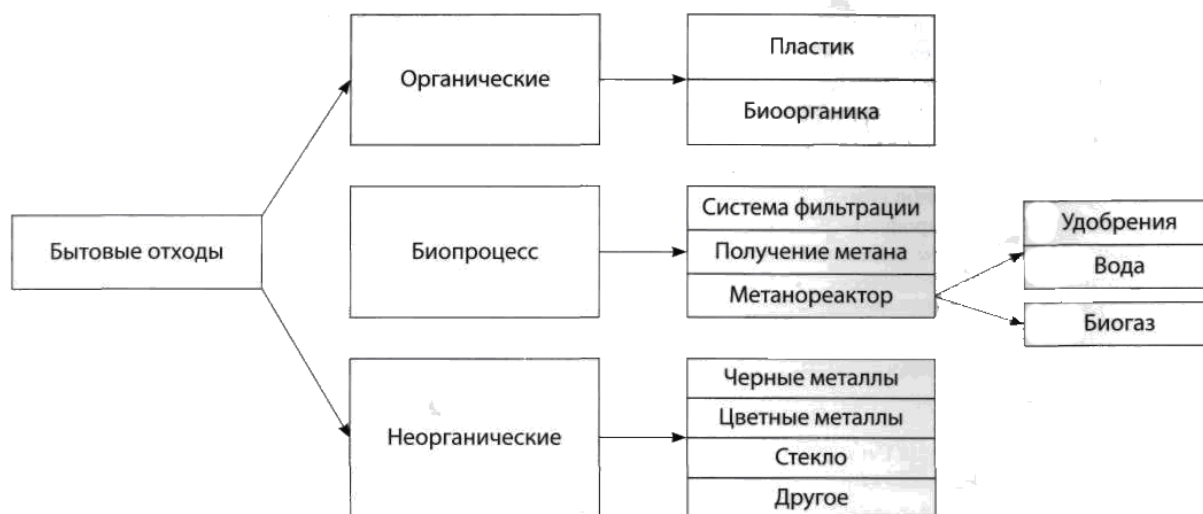 Органические
Пластик
Биоорганика
Бытовые отходы
Биопроцесс
Система фильтрации
Получение метана
Метанореактор
Удобрения
Вода
Биогаз
Неорганические
Черные металлы
Цветные металлы
Стекло
Другое